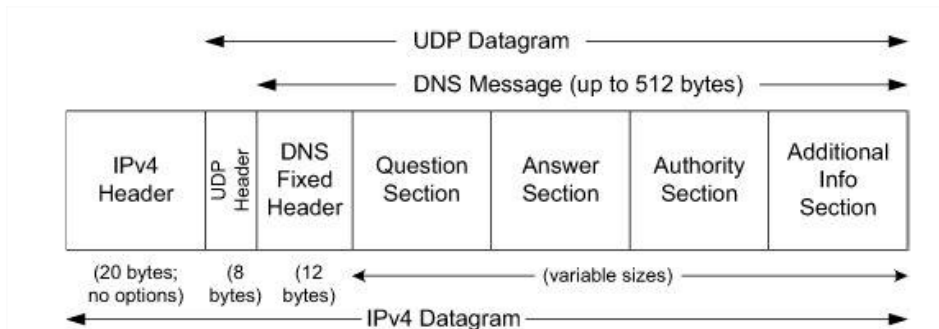 UDP Datagram
DNS Message (up to 512 bytes)
IPv4
Header
UDP
Header
DNS
Fixed
Header
Question
Section
Answer
Section
Authority
Section
Additional
Info
Section
(20 bytes;
no options)
(8
bytes)
(12
bytes)
(variable sizes)
IPv4 Datagram